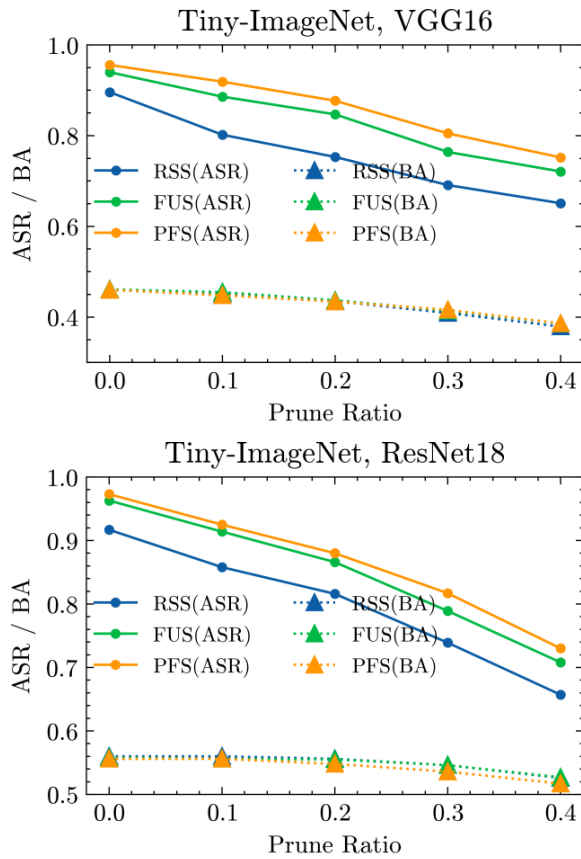 Tiny-ImageNet, VGG16
1.0
0.8
0.6
0.4
ASR / BA
RSS(ASR) RSS(BA)
FUS(ASR) FUS(BA)
PFS(ASR) PFS(BA)
0.0 0.1 0.2 0.3 0.4
Prune Ratio
Tiny-ImageNet, ResNet18
1.0
0.9
0.8
0.7
0.6
0.5
ASR / BA
RSS(ASR) RSS(BA)
FUS(ASR) FUS(BA)
PFS(ASR) PFS(BA)
0.0 0.1 0.2 0.3 0.4
Prune Ratio